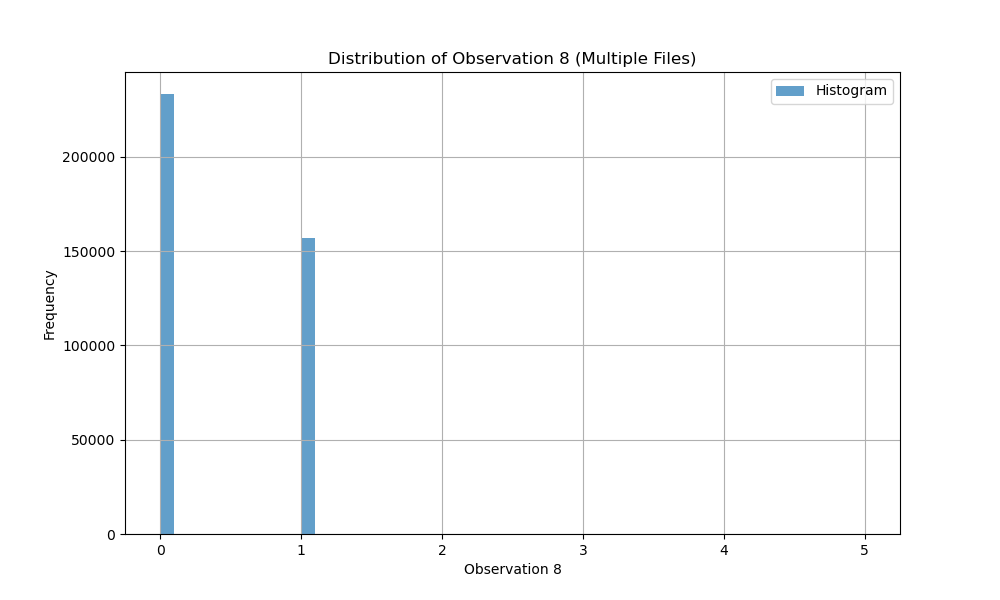 Distribution of Observation 8 (Multiple Files)
Histogram
200000
150000
100000
50000
0
Frequency
0 1 2 3 4 5
Observation 8